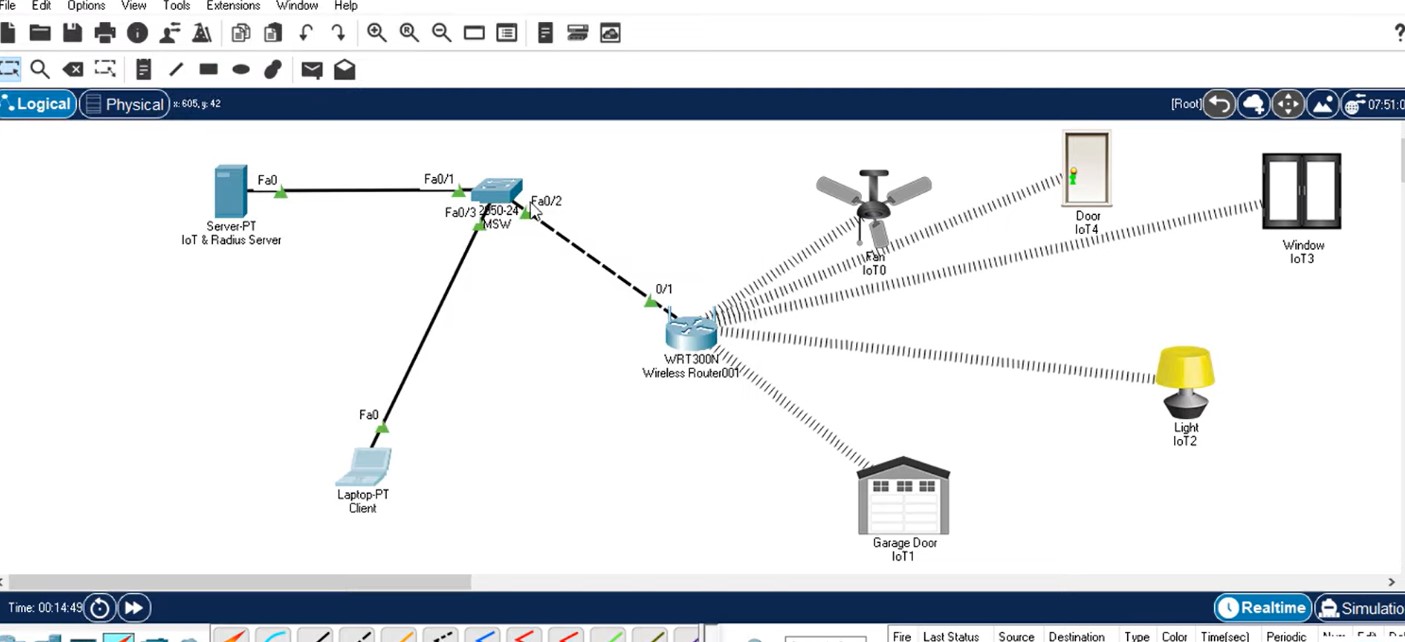 File Edit Options View Tools Extensions Window Help
?
Logical Physical x: 605, y: 42 [Root] 07:51:0
Fa0 Fa0/1
Fa0/2
Fa0/3 2950-24
MSW
Server-PT
IoT & Radius Server
Door
IoT4
Window
IoT3
Fan
IoT0
0/1
WRT300N
Wireless Router001
Fa0
Light
IoT2
Laptop-PT
Client
Garage Door
IoT1
Time: 00:14:49 Realtime Simulatio
Fire Last Status Source Destination Type Color Time(sec) Periodic